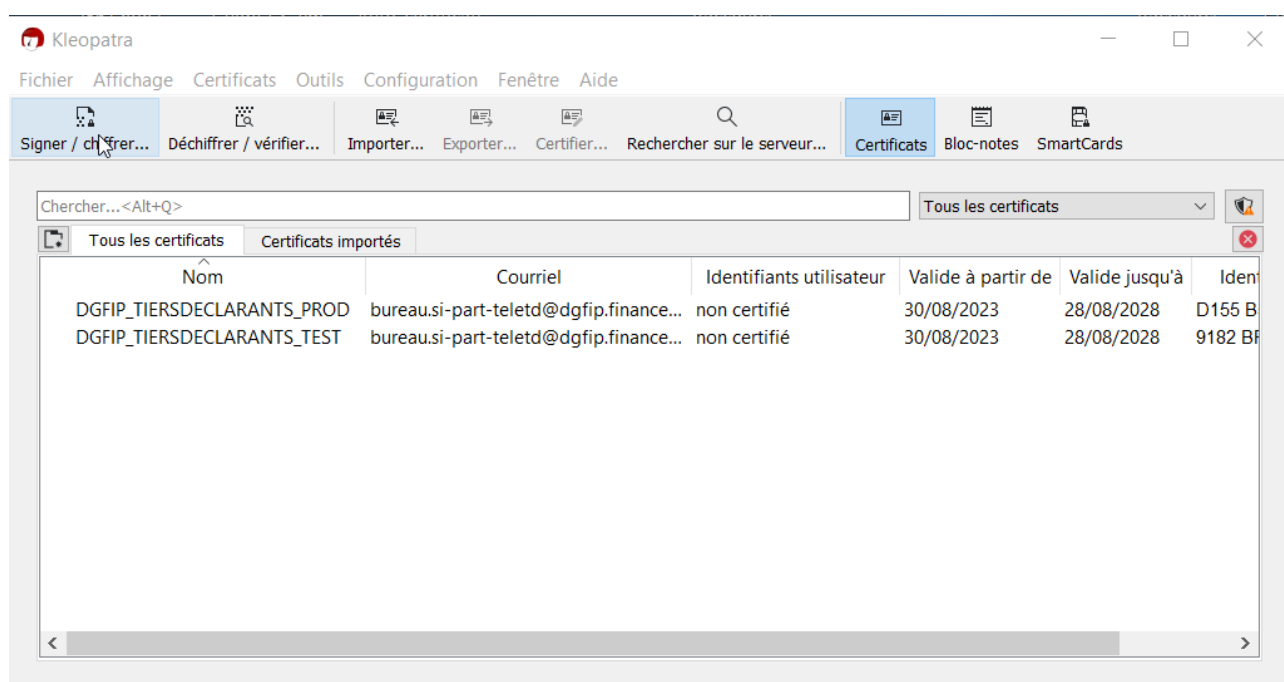 Kleopatra
Fichier Affichage Certificats Outils Configuration Fenêtre Aide
Signer / chiffrer... Déchiffrer / vérifier... Importer... Exporter... Certifier... Rechercher sur le serveur... Certificats Bloc-notes SmartCards
Chercher...<Alt+Q> Tous les certificats
Tous les certificats Certificats importés
Nom Courriel Identifiants utilisateur Valide à partir de Valide jusqu'à Ident
DGFIP_TIERSDECLARANTS_PROD bureau.si-part-teletd@dgfip.finance... non certifié 30/08/2023 28/08/2028 D155 B
DGFIP_TIERSDECLARANTS_TEST bureau.si-part-teletd@dgfip.finance... non certifié 30/08/2023 28/08/2028 9182